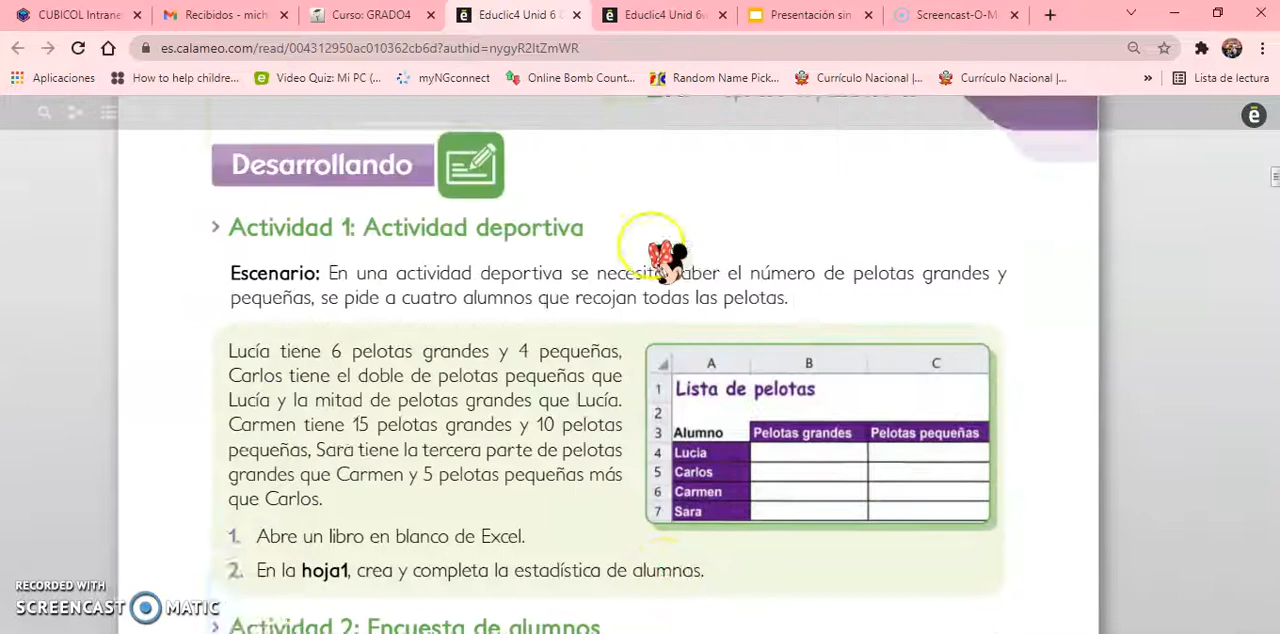 CUBICOL Intrane
Recibidos - mich
Curso: GRADO4
Educlic4 Unid 6
Educlic4 Unid 6
Presentación sin
Screencast-O-M
es.calameo.com/read/004312950ac010362cb6d?authid=nygyR2ltZmWR
Aplicaciones
How to help childre...
Video Quiz: Mi PC (...
myNGconnect
Online Bomb Count...
Random Name Pick...
Currículo Nacional |...
Currículo Nacional |...
»
Lista de lectura
Desarrollando
Actividad 1: Actividad deportiva
Escenario: En una actividad deportiva se necesita saber el número de pelotas grandes y
pequeñas, se pide a cuatro alumnos que recojan todas las pelotas.
Lucía tiene 6 pelotas grandes y 4 pequeñas,
Carlos tiene el doble de pelotas pequeñas que
Lucía y la mitad de pelotas grandes que Lucía.
Carmen tiene 15 pelotas grandes y 10 pelotas
pequeñas, Sara tiene la tercera parte de pelotas
grandes que Carmen y 5 pelotas pequeñas más
que Carlos.
A B C
1 Lista de pelotas
2
3 Alumno Pelotas grandes Pelotas pequeñas
4 Lucia
5 Carlos
6 Carmen
7 Sara
1. Abre un libro en blanco de Excel.
2. En la hoja1, crea y completa la estadística de alumnos.
Actividad 2: Encuesta de alumnos
RECORDED WITH
SCREENCAST MATIC